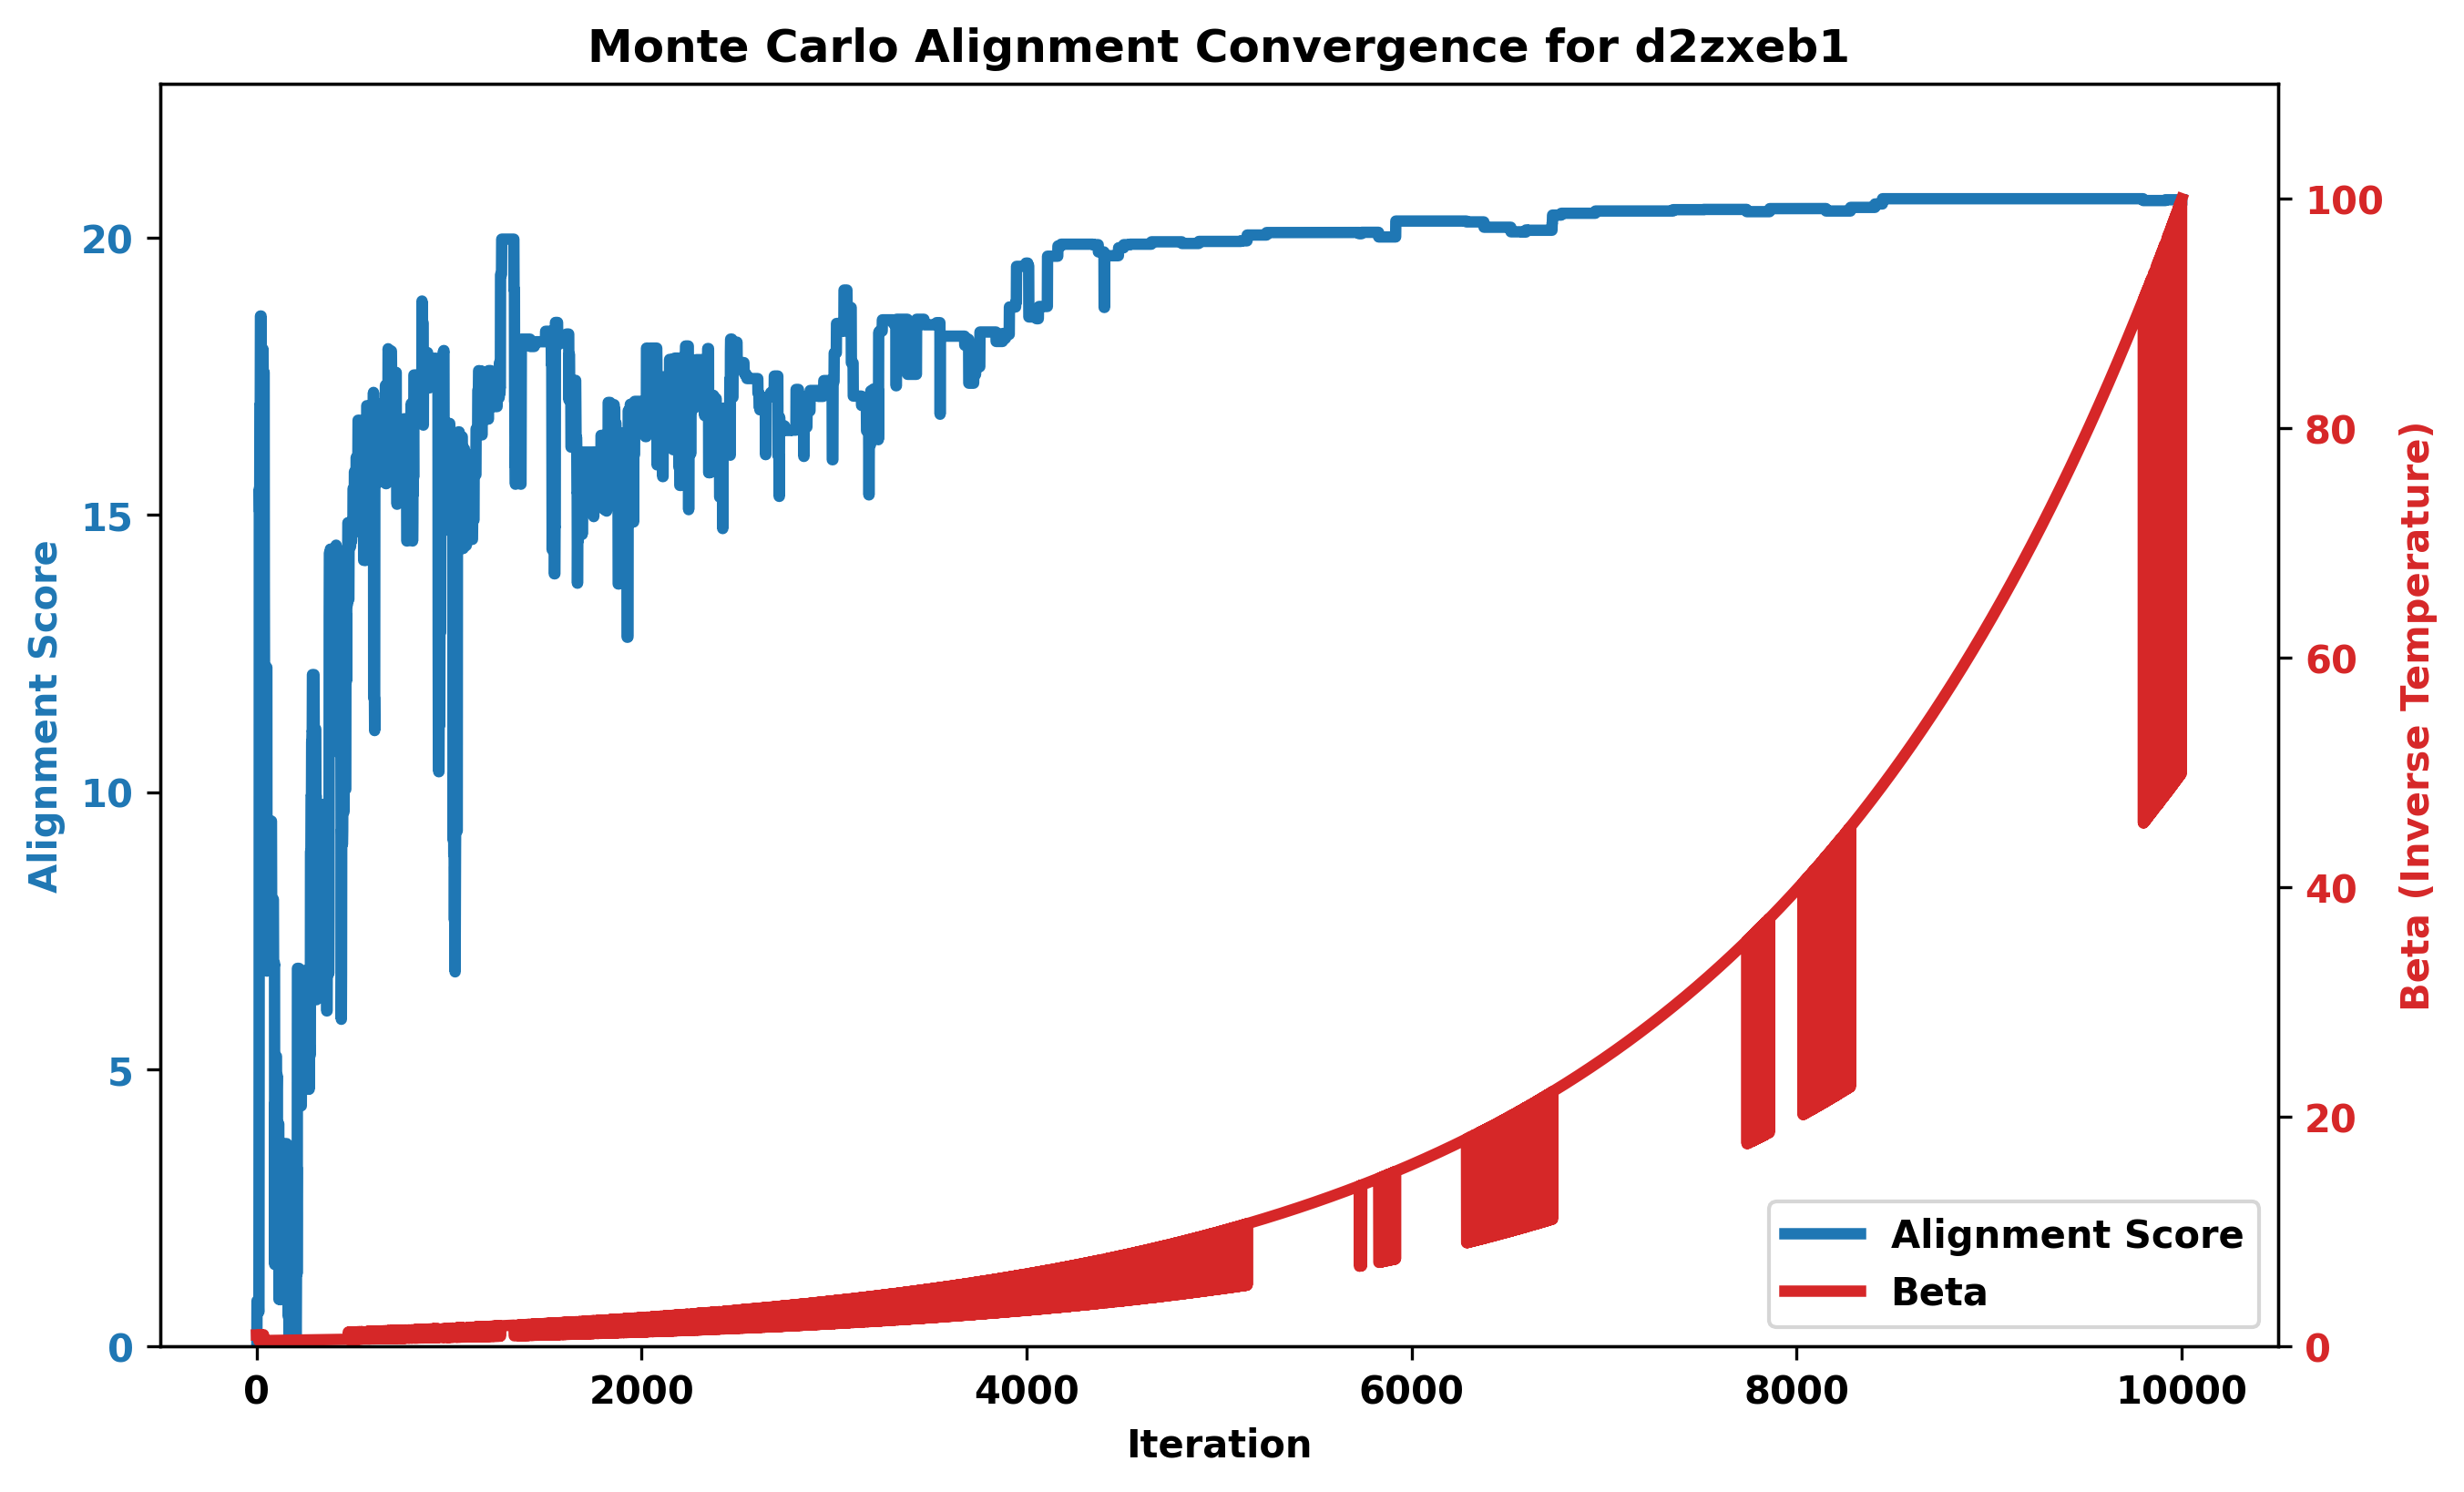 Monte Carlo Alignment Convergence for d2zxeb1
Alignment Score
20
15
10
5
0
100
80
60
40
20
0
Beta (Inverse Temperature)
Alignment Score
Beta
0 2000 4000 6000 8000 10000
Iteration